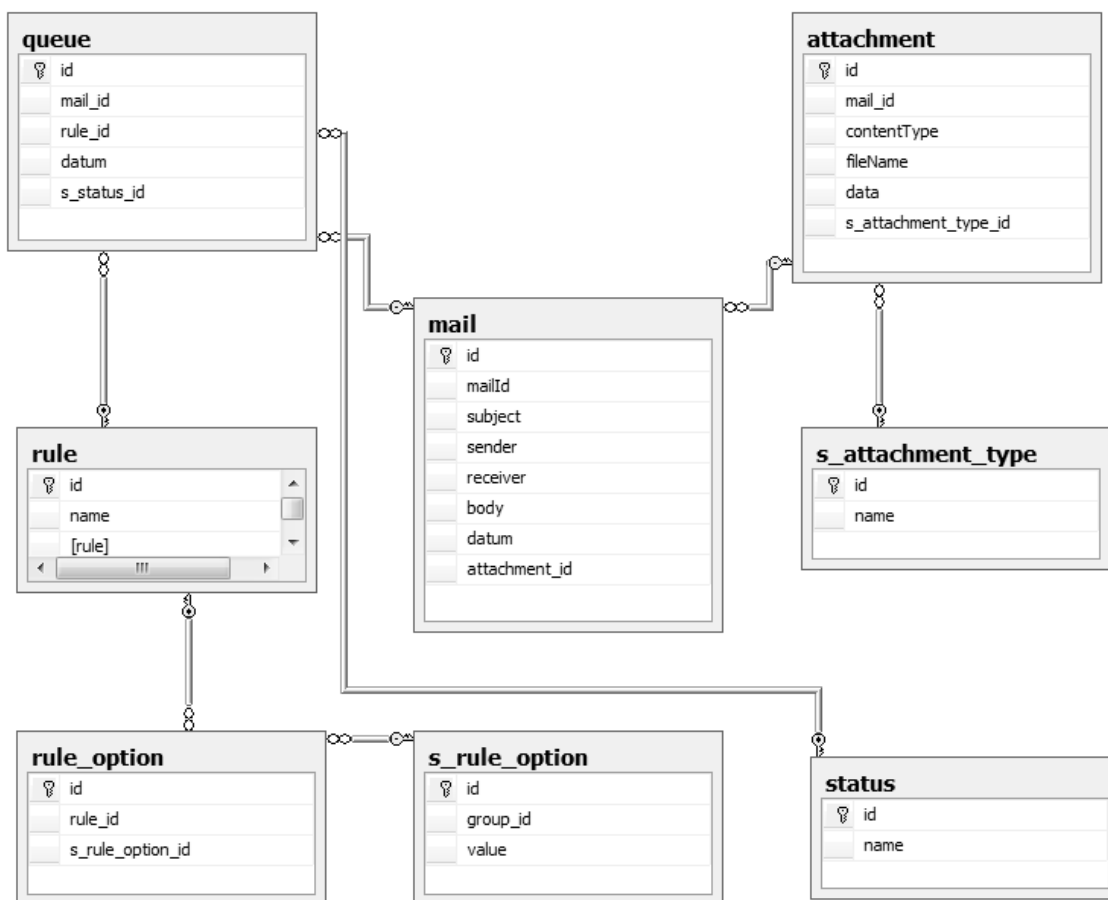 queue
id
mail_id
rule_id
datum
s_status_id
attachment
id
mail_id
contentType
fileName
data
s_attachment_type_id
mail
id
mailId
subject
sender
receiver
body
datum
attachment_id
rule
id
name
[rule]
s_attachment_type
id
name
rule_option
id
rule_id
s_rule_option_id
s_rule_option
id
group_id
value
status
id
name